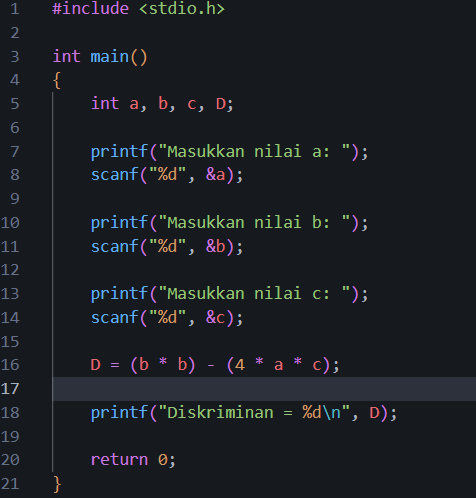 1 #include <stdio.h>
2
3 int main()
4 {
5     int a, b, c, D;
6
7     printf("Masukkan nilai a: ");
8     scanf("%d", &a);
9
10     printf("Masukkan nilai b: ");
11     scanf("%d", &b);
12
13     printf("Masukkan nilai c: ");
14     scanf("%d", &c);
15
16     D = (b * b) - (4 * a * c);
17
18     printf("Diskriminan = %d\n", D);
19
20     return 0;
21 }